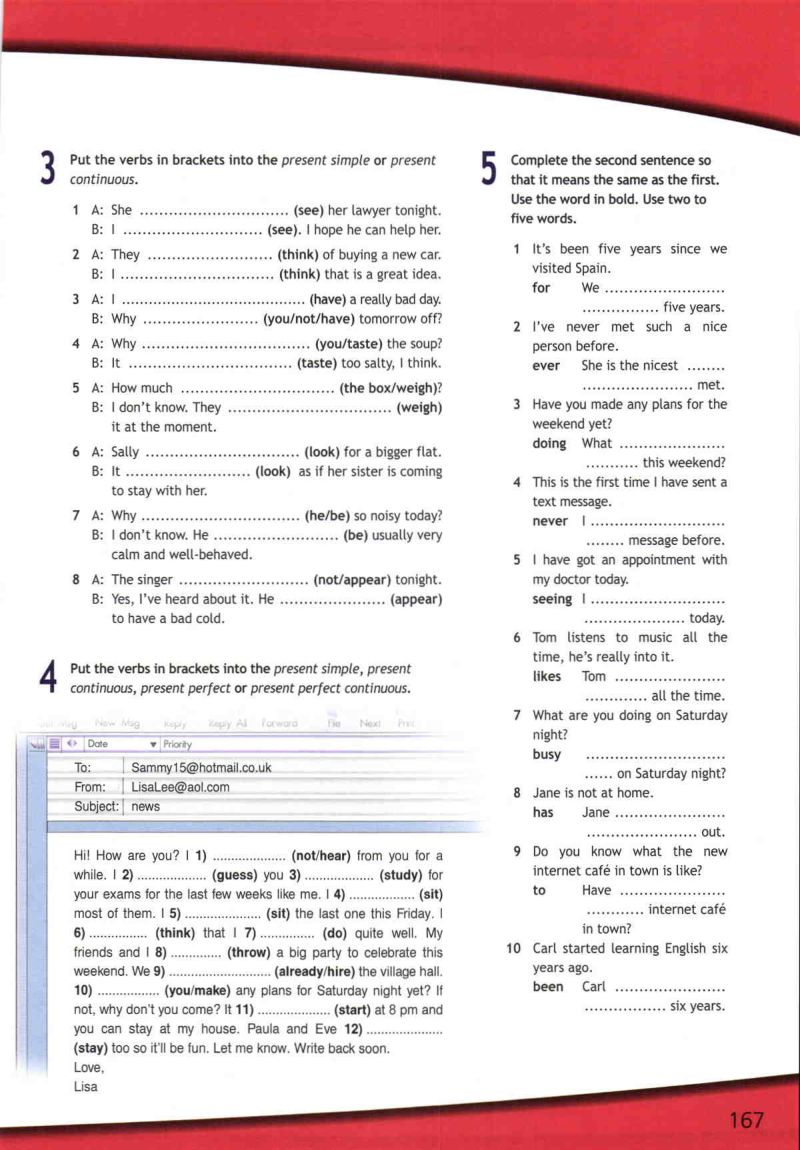 3 Put the verbs in brackets into the present simple or present
continuous.
1 A: She .............................. (see) her lawyer tonight.
B: I ............................ (see). I hope he can help her.
2 A: They ......................... (think) of buying a new car.
B: I ............................... (think) that is a great idea.
3 A: I ..................................... (have) a really bad day.
B: Why ....................... (you/not/have) tomorrow off?
4 A: Why .................................. (you/taste) the soup?
B: It ................................. (taste) too salty, I think.
5 A: How much ............................... (the box/weigh)?
B: I don't know. They ................................. (weigh)
it at the moment.
6 A: Sally ............................... (look) for a bigger flat.
B: It ......................... (look) as if her sister is coming
to stay with her.
7 A: Why ................................ (he/be) so noisy today?
B: I don't know. He ......................... (be) usually very
calm and well-behaved.
8 A: The singer .......................... (not/appear) tonight.
B: Yes, I've heard about it. He ..................... (appear)
to have a bad cold.
4 Put the verbs in brackets into the present simple, present
continuous, present perfect or present perfect continuous.
New Msg Reply Reply All Forward File Next Print
Date Priority
To: Sammy15@hotmail.co.uk
From: LisaLee@aol.com
Subject: news
Hi! How are you? I 1) .................... (not/hear) from you for a
while. I 2) ................... (guess) you 3) ................... (study) for
your exams for the last few weeks like me. I 4) .................. (sit)
most of them. I 5) ..................... (sit) the last one this Friday. I
6) ................ (think) that I 7) ............... (do) quite well. My
friends and I 8) .............. (throw) a big party to celebrate this
weekend. We 9) ............................ (already/hire) the village hall.
10) ................. (you/make) any plans for Saturday night yet? If
not, why don't you come? It 11) .................... (start) at 8 pm and
you can stay at my house. Paula and Eve 12) .....................
(stay) too so it'll be fun. Let me know. Write back soon.
Love,
Lisa
5 Complete the second sentence so
that it means the same as the first.
Use the word in bold. Use two to
five words.
1 It's been five years since we
visited Spain.
for We .........................
................ five years.
2 I've never met such a nice
person before.
ever She is the nicest ........
....................... met.
3 Have you made any plans for the
weekend yet?
doing What ......................
........... this weekend?
4 This is the first time I have sent a
text message.
never I ............................
........ message before.
5 I have got an appointment with
my doctor today.
seeing I ............................
..................... today.
6 Tom listens to music all the
time, he's really into it.
likes Tom .......................
............. all the time.
7 What are you doing on Saturday
night?
busy .............................
...... on Saturday night?
8 Jane is not at home.
has Jane .......................
....................... out.
9 Do you know what the new
internet café in town is like?
to Have ......................
............ internet café
in town?
10 Carl started learning English six
years ago.
been Carl .......................
................. six years.
167